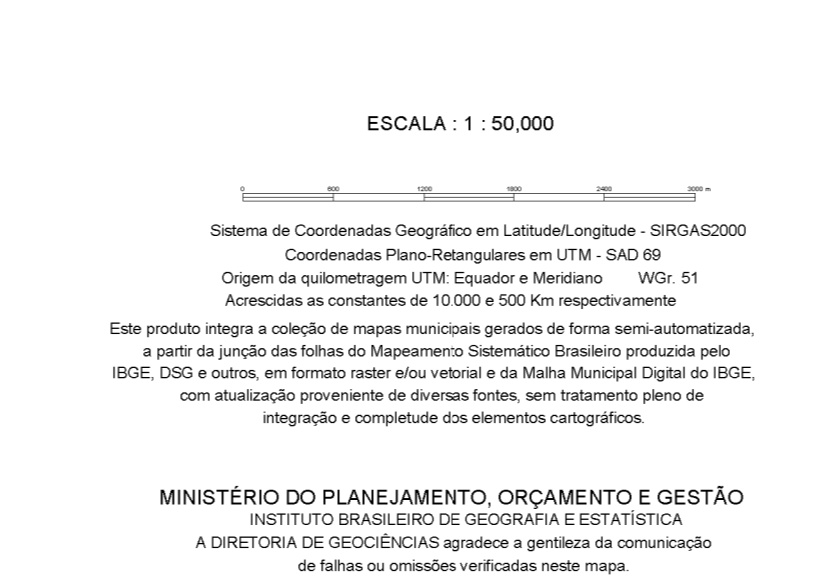 ESCALA : 1 : 50,000
0 600 1200 1800 2400 3000 m
Sistema de Coordenadas Geográfico em Latitude/Longitude - SIRGAS2000
Coordenadas Plano-Retangulares em UTM - SAD 69
Origem da quilometragem UTM: Equador e Meridiano WGr. 51
Acrescidas as constantes de 10.000 e 500 Km respectivamente
Este produto integra a coleção de mapas municipais gerados de forma semi-automatizada,
a partir da junção das folhas do Mapeamento Sistemático Brasileiro produzida pelo
IBGE, DSG e outros, em formato raster e/ou vetorial e da Malha Municipal Digital do IBGE,
com atualização proveniente de diversas fontes, sem tratamento pleno de
integração e completude dos elementos cartográficos.
MINISTÉRIO DO PLANEJAMENTO, ORÇAMENTO E GESTÃO
INSTITUTO BRASILEIRO DE GEOGRAFIA E ESTATÍSTICA
A DIRETORIA DE GEOCIÊNCIAS agradece a gentileza da comunicação
de falhas ou omissões verificadas neste mapa.